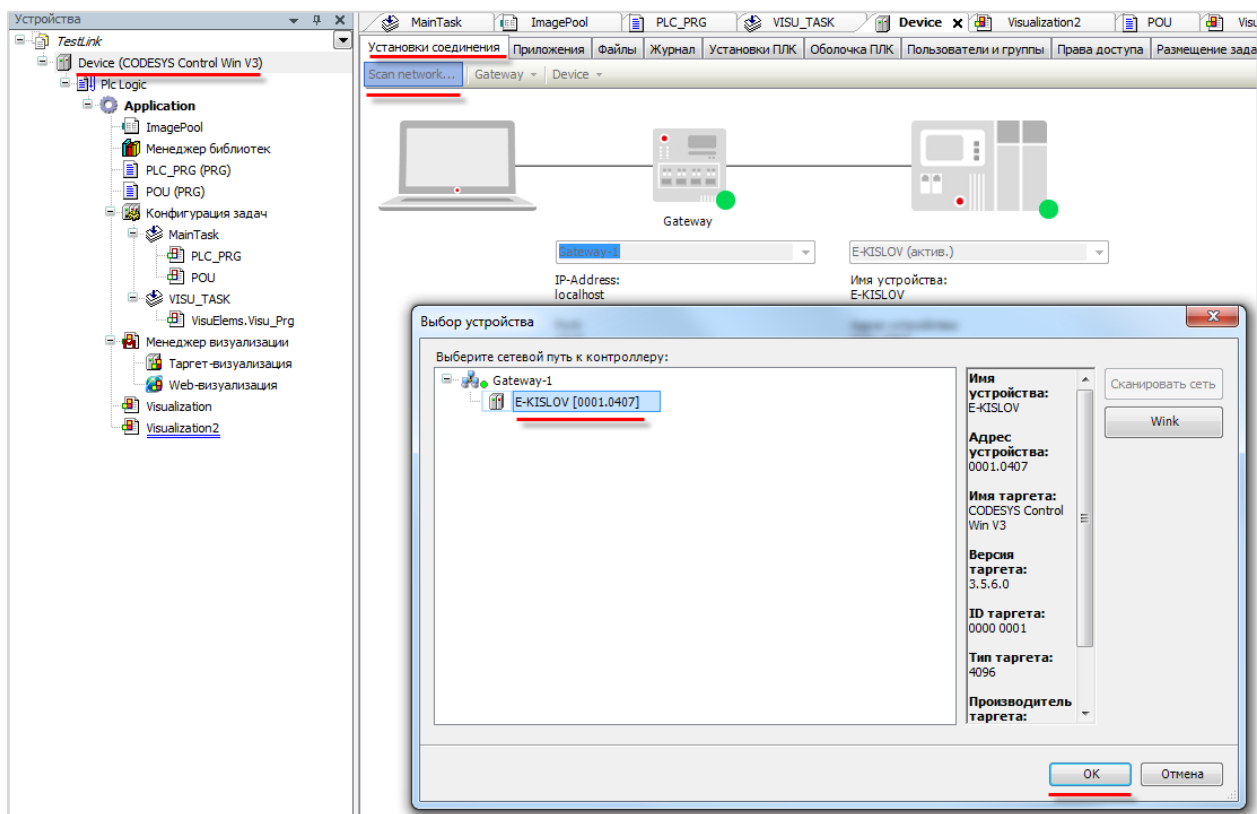 Устройства
TestLink
Device (CODESYS Control Win V3)
Plc Logic
Application
ImagePool
Менеджер библиотек
PLC_PRG (PRG)
POU (PRG)
Конфигурация задач
MainTask
PLC_PRG
POU
VISU_TASK
VisuElems.Visu_Prg
Менеджер визуализации
Таргет-визуализация
Web-визуализация
Visualization
Visualization2
MainTask ImagePool PLC_PRG VISU_TASK Device Visualization2 POU Visu
Установки соединения Приложения Файлы Журнал Установки ПЛК Оболочка ПЛК Пользователи и группы Права доступа Размещение зада
Scan network... Gateway Device
Gateway
Gateway-1 E-KISLOV (актив.)
IP-Address: Имя устройства:
localhost E-KISLOV
Выбор устройства
Выберите сетевой путь к контроллеру:
Gateway-1
E-KISLOV [0001.0407]
Имя
устройства:
E-KISLOV
Адрес
устройства:
0001.0407
Имя таргета:
CODESYS Control
Win V3
Версия
таргета:
3.5.6.0
ID таргета:
0000 0001
Тип таргета:
4096
Производитель
таргета:
Сканировать сеть
Wink
OK Отмена